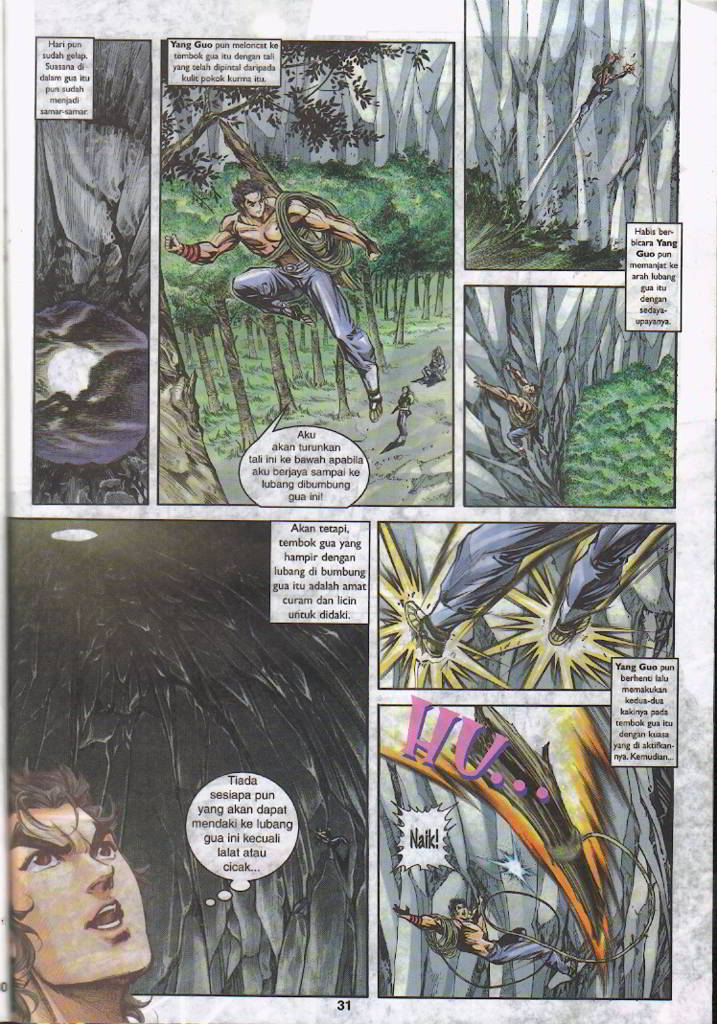 Hari pun
sudah gelap.
Suasana di
dalam gua itu
pun sudah
menjadi
samar-samar.
Yang Guo pun meloncat ke
tembok gua itu dengan tali
yang telah dipintal daripada
kulit pokok kurma itu.
Aku
akan turunkan
tali ini ke bawah apabila
aku berjaya sampai ke
lubang dibumbung
gua ini!
Habis ber-
bicara Yang
Guo pun
memanjat ke
arah lubang
gua itu
dengan
sedaya-
upayanya.
Akan tetapi,
tembok gua yang
hampir dengan
lubang di bumbung
gua itu adalah amat
curam dan licin
untuk didaki.
Tiada
sesiapa pun
yang akan dapat
mendaki ke lubang
gua ini kecuali
lalat atau
cicak...
Yang Guo pun
berhenti lalu
memakukan
kedua-dua
kakinya pada
tembok gua itu
dengan kuasa
yang di aktifkan-
nya. Kemudian...
HU...
Naik!
31